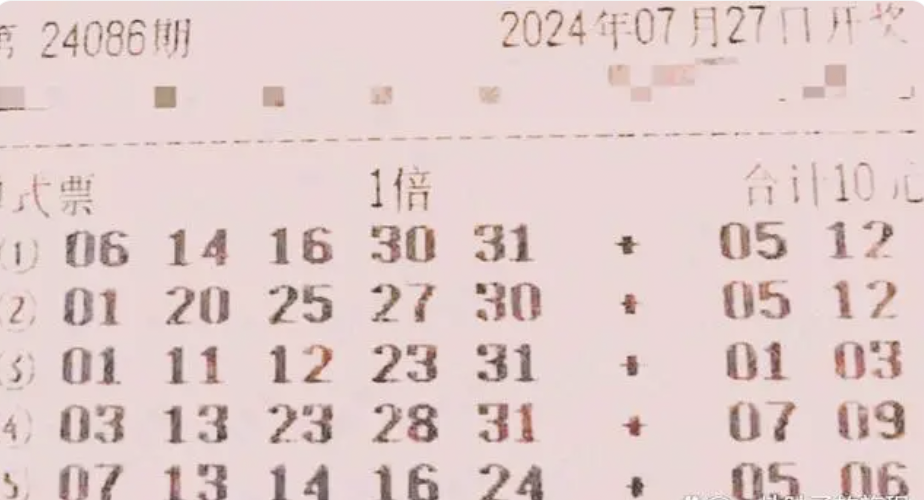 第 24086期 2024年07月27日开奖
单式票 1倍 合计10元
(1) 06 14 16 30 31 + 05 12
(2) 01 20 25 27 30 + 05 12
(3) 01 11 12 23 31 + 01 03
(4) 03 13 23 28 31 + 07 09
(5) 07 13 14 16 24 + 05 06